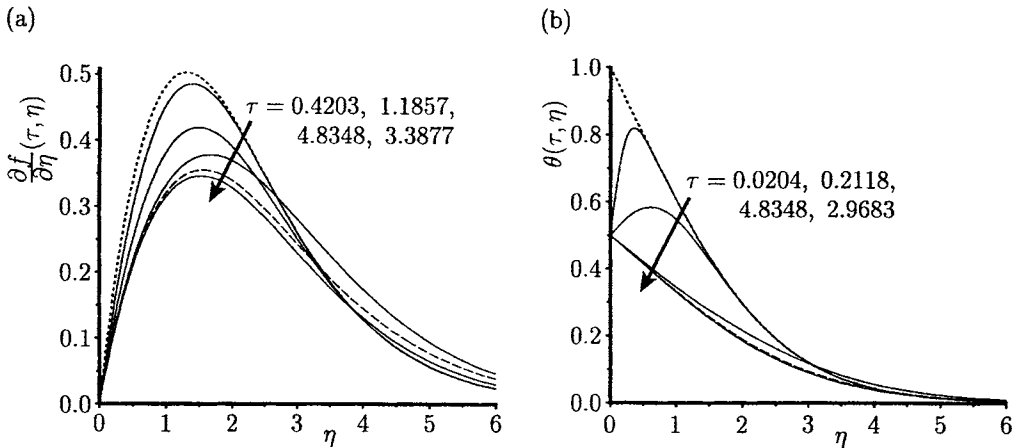 (a)
0.5
0.4
0.3
0.2
0.1
0.0
∂f/∂η (τ, η)
τ = 0.4203, 1.1857,
4.8348, 3.3877
0 1 2 3 4 5 6
η
(b)
1.0
0.8
0.6
0.4
0.2
0.0
θ(τ, η)
τ = 0.0204, 0.2118,
4.8348, 2.9683
0 1 2 3 4 5 6
η